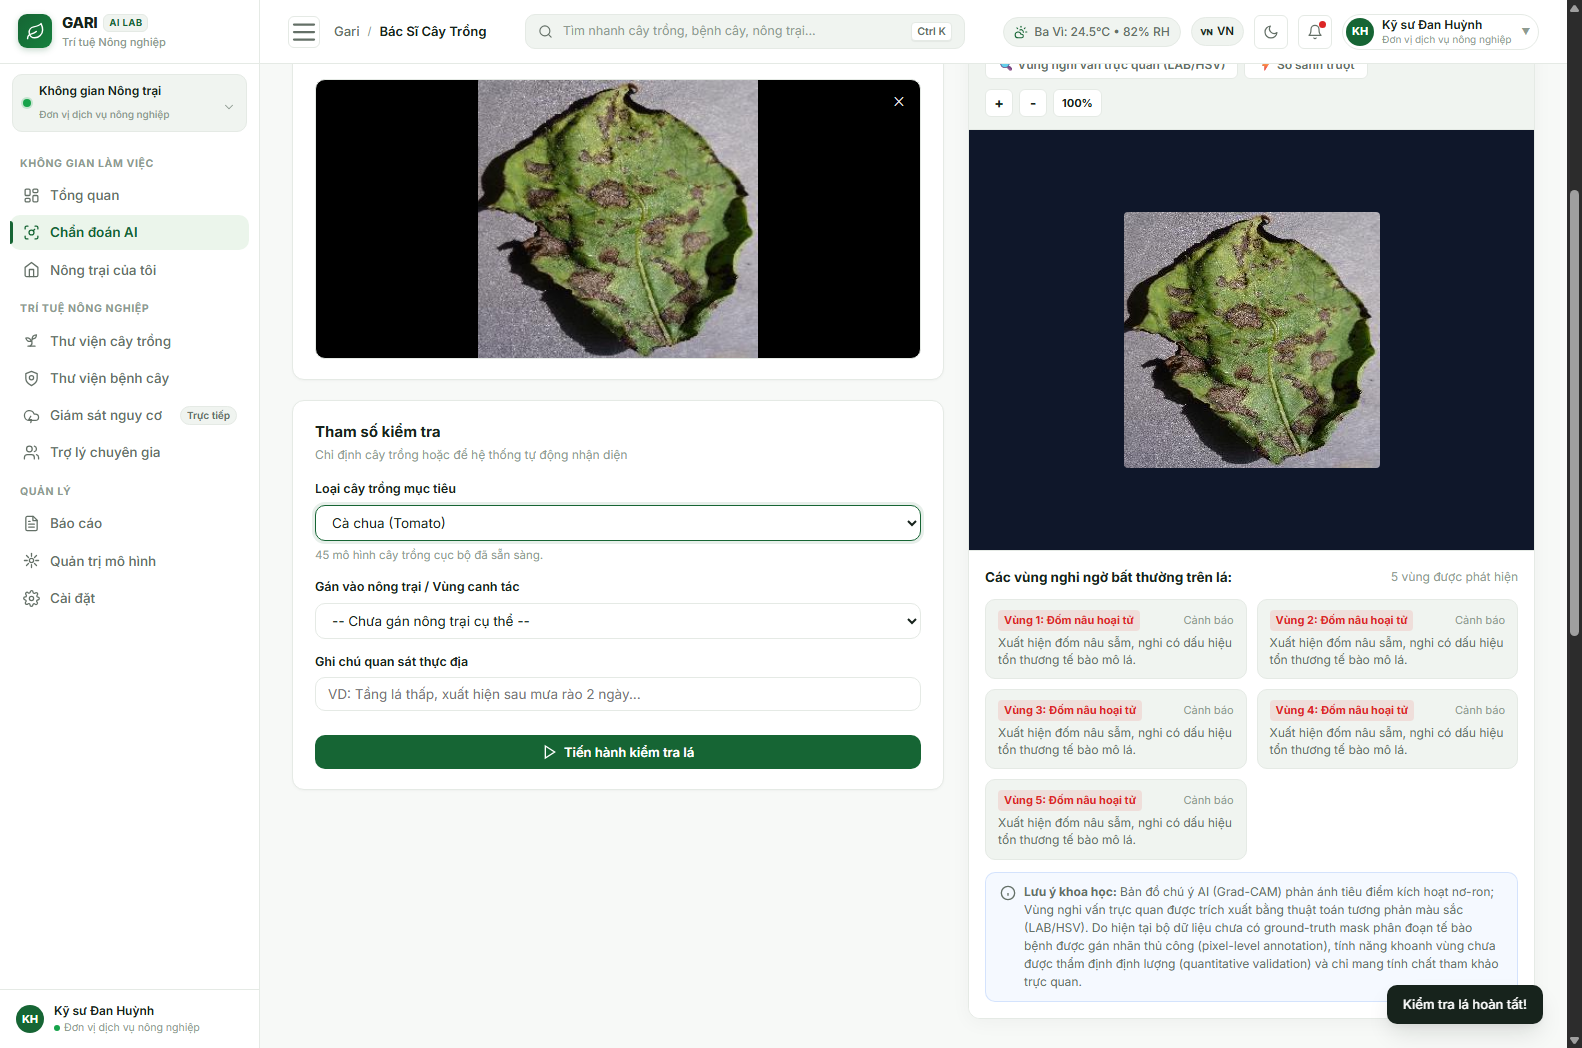 GARI AI LAB
Trí tuệ Nông nghiệp
Không gian Nông trại
Đơn vị dịch vụ nông nghiệp
KHÔNG GIAN LÀM VIỆC
Tổng quan
Chẩn đoán AI
Nông trại của tôi
TRÍ TUỆ NÔNG NGHIỆP
Thư viện cây trồng
Thư viện bệnh cây
Giám sát nguy cơ Trực tiếp
Trợ lý chuyên gia
QUẢN LÝ
Báo cáo
Quản trị mô hình
Cài đặt
KH Kỹ sư Đan Huỳnh
Đơn vị dịch vụ nông nghiệp
Gari / Bác Sĩ Cây Trồng
Tìm nhanh cây trồng, bệnh cây, nông trại... Ctrl K
Ba Vì: 24.5°C • 82% RH
VN VN
KH Kỹ sư Đan Huỳnh
Đơn vị dịch vụ nông nghiệp
Tham số kiểm tra
Chỉ định cây trồng hoặc để hệ thống tự động nhận diện
Loại cây trồng mục tiêu
Cà chua (Tomato)
45 mô hình cây trồng cục bộ đã sẵn sàng.
Gán vào nông trại / Vùng canh tác
-- Chưa gán nông trại cụ thể --
Ghi chú quan sát thực địa
VD: Tầng lá thấp, xuất hiện sau mưa rào 2 ngày...
Tiến hành kiểm tra lá
Vùng nghi vấn trực quan (LAB/HSV) So sánh trượt
+ - 100%
Các vùng nghi ngờ bất thường trên lá: 5 vùng được phát hiện
Vùng 1: Đốm nâu hoại tử Cảnh báo
Xuất hiện đốm nâu sẫm, nghi có dấu hiệu
tổn thương tế bào mô lá.
Vùng 2: Đốm nâu hoại tử Cảnh báo
Xuất hiện đốm nâu sẫm, nghi có dấu hiệu
tổn thương tế bào mô lá.
Vùng 3: Đốm nâu hoại tử Cảnh báo
Xuất hiện đốm nâu sẫm, nghi có dấu hiệu
tổn thương tế bào mô lá.
Vùng 4: Đốm nâu hoại tử Cảnh báo
Xuất hiện đốm nâu sẫm, nghi có dấu hiệu
tổn thương tế bào mô lá.
Vùng 5: Đốm nâu hoại tử Cảnh báo
Xuất hiện đốm nâu sẫm, nghi có dấu hiệu
tổn thương tế bào mô lá.
Lưu ý khoa học: Bản đồ chú ý AI (Grad-CAM) phản ánh tiêu điểm kích hoạt nơ-ron;
Vùng nghi vấn trực quan được trích xuất bằng thuật toán tương phản màu sắc
(LAB/HSV). Do hiện tại bộ dữ liệu chưa có ground-truth mask phân đoạn tế bào
bệnh được gán nhãn thủ công (pixel-level annotation), tính năng khoanh vùng chưa
được thẩm định định lượng (quantitative validation) và chỉ mang tính chất tham khảo
trực quan.
Kiểm tra lá hoàn tất!